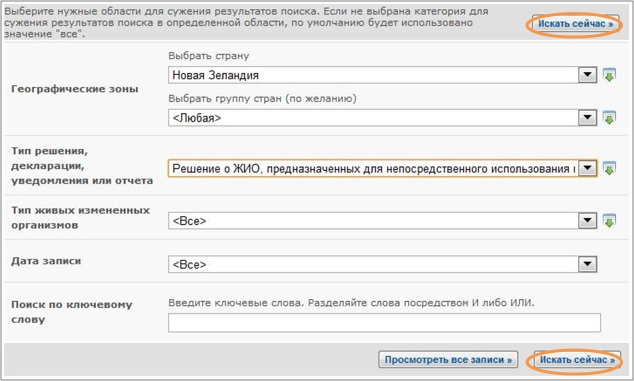 Выберите нужные области для сужения результатов поиска. Если не выбрана категория для
сужения результатов поиска в определенной области, по умолчанию будет использовано
значение "все".
Искать сейчас »
Выбрать страну
Новая Зеландия
Географические зоны
Выбрать группу стран (по желанию)
<Любая>
Тип решения,
декларации,
уведомления или отчета
Решение о ЖИО, предназначенных для непосредственного использования
Тип живых измененных
организмов
<Все>
Дата записи
<Все>
Поиск по ключевому
слову
Введите ключевые слова. Разделяйте слова посредством И либо ИЛИ.
Просмотреть все записи »
Искать сейчас »